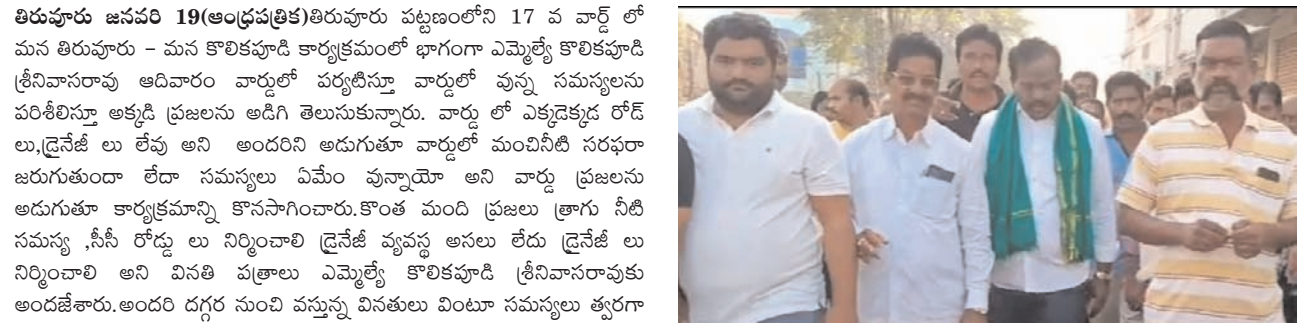 తిరువూరు జనవరి 19(ఆంధ్రపత్రిక)తిరువూరు పట్టణంలోని 17 వ వార్డ్ లో
మన తిరువూరు – మన కొలికపూడి కార్యక్రమంలో భాగంగా ఎమ్మెల్యే కొలికపూడి
శ్రీనివాసరావు ఆదివారం వార్డులో పర్యటిస్తూ వార్డులో వున్న సమస్యలను
పరిశీలిస్తూ అక్కడి ప్రజలను అడిగి తెలుసుకున్నారు. వార్డు లో ఎక్కడెక్కడ రోడ్
లు,డ్రైనేజీ లు లేవు అని అందరిని అడుగుతూ వార్డులో మంచినీటి సరఫరా
జరుగుతుందా లేదా సమస్యలు ఏమేం వున్నాయో అని వార్డు ప్రజలను
అడుగుతూ కార్యక్రమాన్ని కొనసాగించారు.కొంత మంది ప్రజలు త్రాగు నీటి
సమస్య ,సీసీ రోడ్డు లు నిర్మించాలి డ్రైనేజీ వ్యవస్థ అసలు లేదు డ్రైనేజీ లు
నిర్మించాలి అని వినతి పత్రాలు ఎమ్మెల్యే కొలికపూడి శ్రీనివాసరావుకు
అందజేశారు.అందరి దగ్గర నుంచి వస్తున్న వినతులు వింటూ సమస్యలు త్వరగా